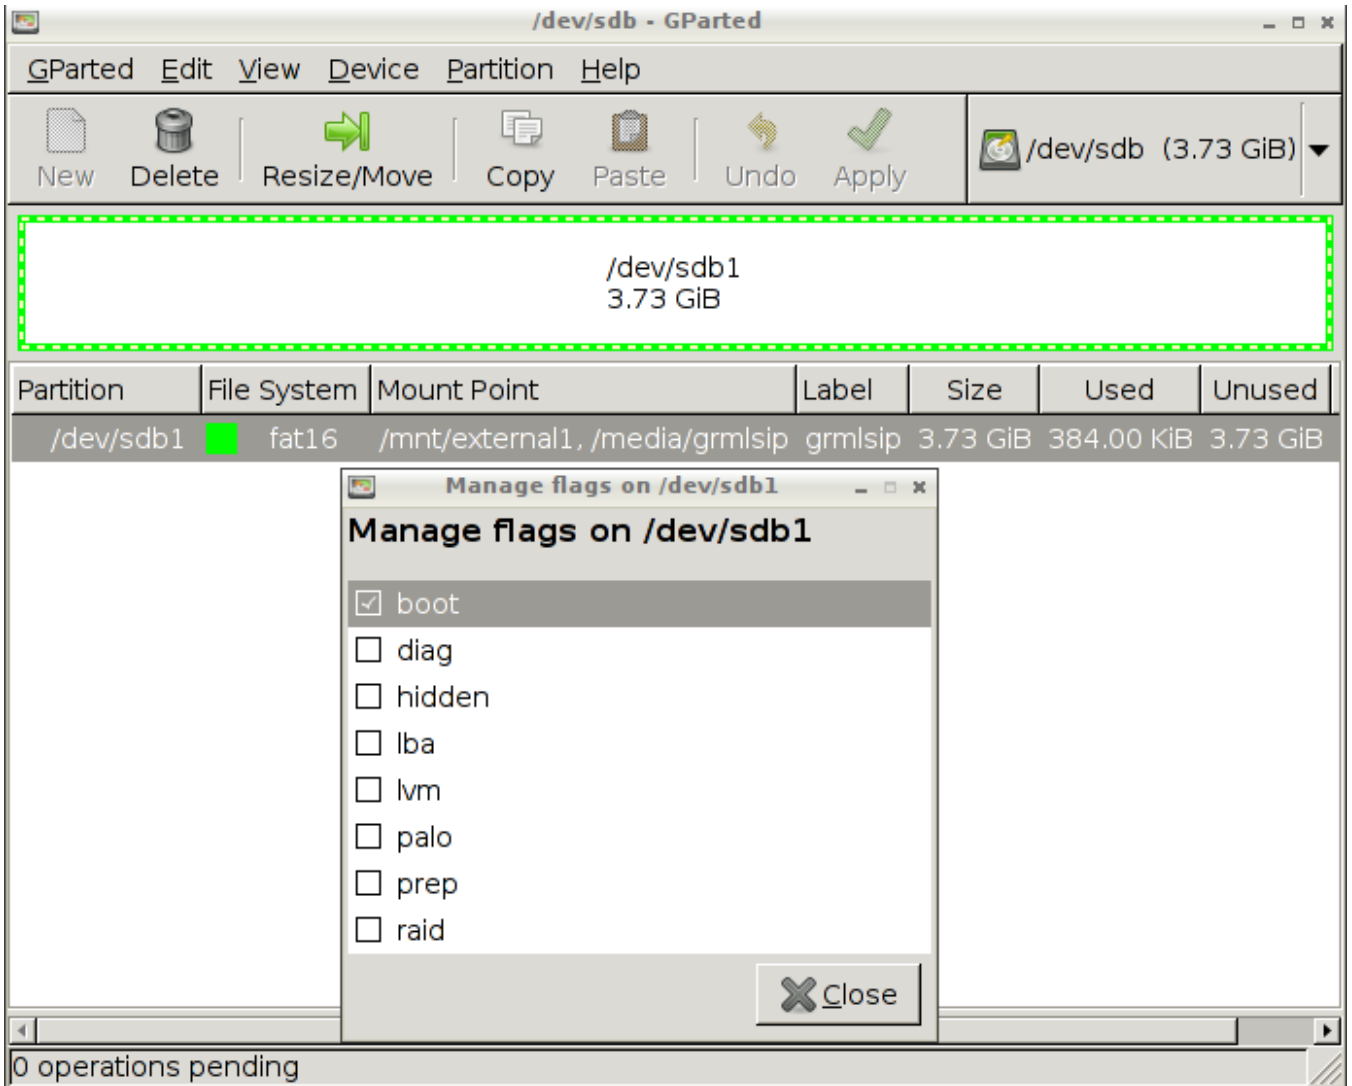 /dev/sdb - GParted
GParted Edit View Device Partition Help
New Delete Resize/Move Copy Paste Undo Apply /dev/sdb (3.73 GiB)
/dev/sdb1
3.73 GiB
Partition File System Mount Point Label Size Used Unused
/dev/sdb1 fat16 /mnt/external1, /media/grmlsip grmlsip 3.73 GiB 384.00 KiB 3.73 GiB
Manage flags on /dev/sdb1
Manage flags on /dev/sdb1
boot
diag
hidden
lba
lvm
palo
prep
raid
Close
0 operations pending